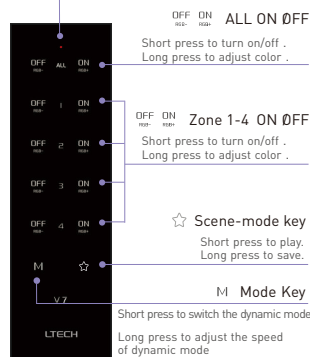 OFF ON ALL ON /OFF
RGB- RGB+
Short press to turn on/off .
Long press to adjust color .
OFF ALL ON
RGB- RGB+
OFF 1 ON
RGB- RGB+
OFF ON Zone 1-4 ON /OFF
RGB- RGB+
Short press to turn on/off .
Long press to adjust color .
OFF 2 ON
RGB- RGB+
OFF 3 ON
RGB- RGB+
OFF 4 ON
RGB- RGB+
☆ Scene-mode key
Short press to play.
Long press to save.
M ☆
M Mode Key
V7
Short press to switch the dynamic mode
LTECH
Long press to adjust the speed
of dynamic mode